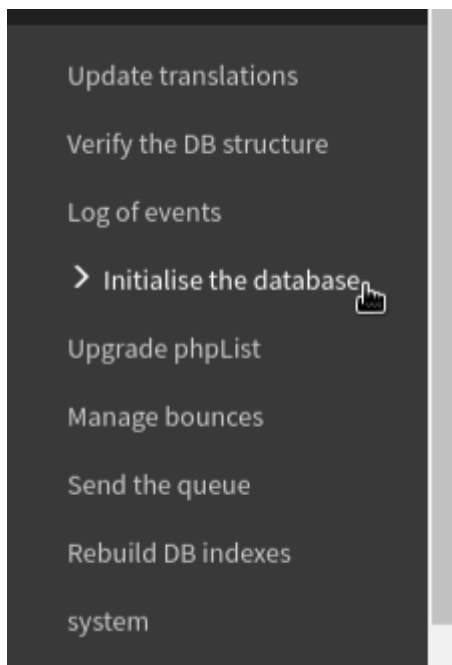 Update translations
Verify the DB structure
Log of events
Initialise the database
Upgrade phpList
Manage bounces
Send the queue
Rebuild DB indexes
system